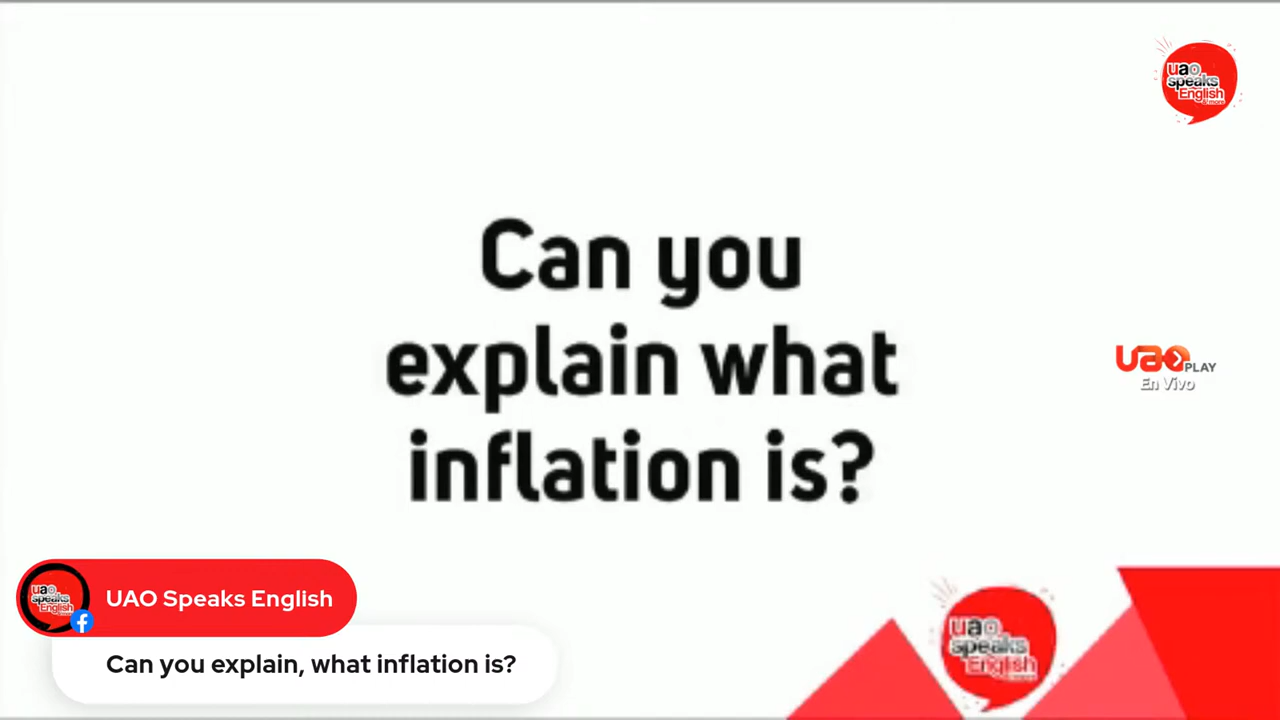 uao
speaks
English
& more
Can you
explain what
inflation is?
uao PLAY
En Vivo
uao
speaks
English
UAO Speaks English
Can you explain, what inflation is?
uao
speaks
English